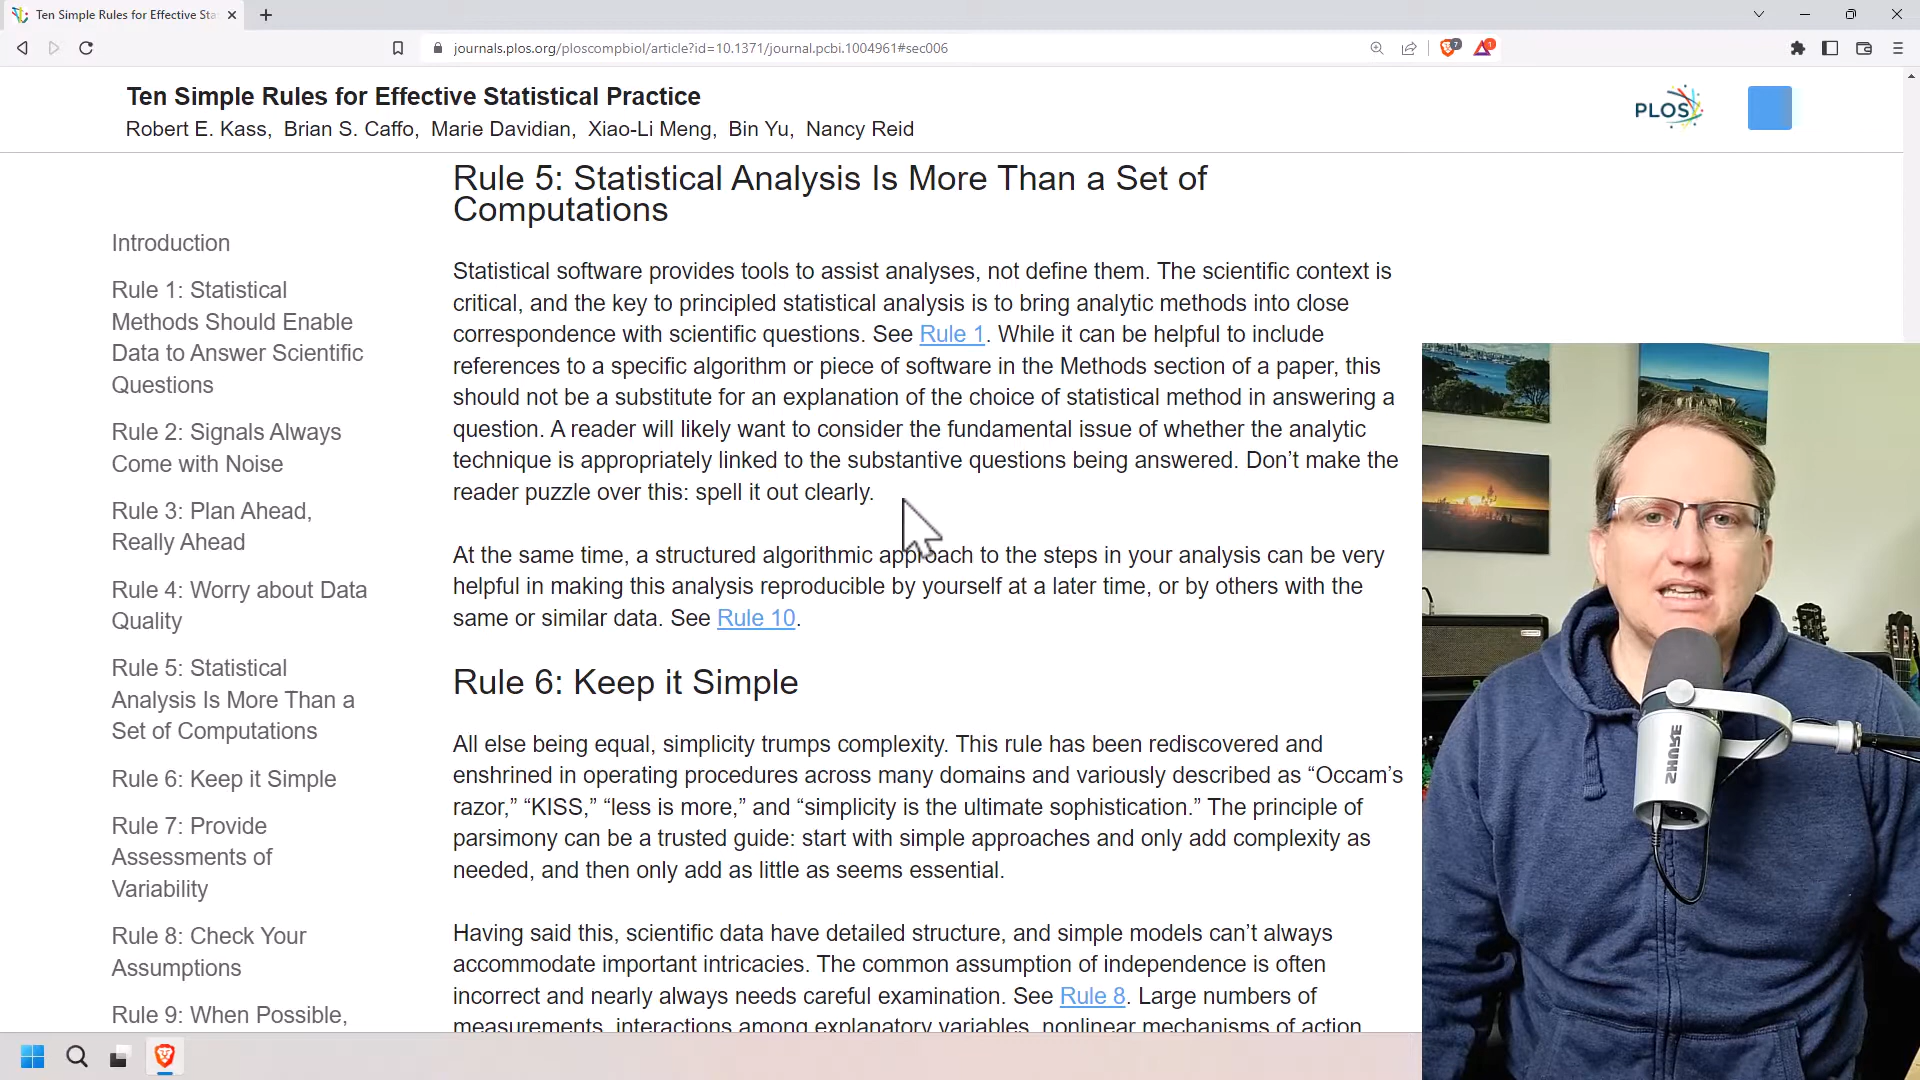 Ten Simple Rules for Effective Sta
journals.plos.org/ploscompbiol/article?id=10.1371/journal.pcbi.1004961#sec006
Ten Simple Rules for Effective Statistical Practice
Robert E. Kass, Brian S. Caffo, Marie Davidian, Xiao-Li Meng, Bin Yu, Nancy Reid
PLOS
Introduction
Rule 1: Statistical
Methods Should Enable
Data to Answer Scientific
Questions
Rule 2: Signals Always
Come with Noise
Rule 3: Plan Ahead,
Really Ahead
Rule 4: Worry about Data
Quality
Rule 5: Statistical
Analysis Is More Than a
Set of Computations
Rule 6: Keep it Simple
Rule 7: Provide
Assessments of
Variability
Rule 8: Check Your
Assumptions
Rule 9: When Possible,
Rule 5: Statistical Analysis Is More Than a Set of
Computations
Statistical software provides tools to assist analyses, not define them. The scientific context is
critical, and the key to principled statistical analysis is to bring analytic methods into close
correspondence with scientific questions. See Rule 1. While it can be helpful to include
references to a specific algorithm or piece of software in the Methods section of a paper, this
should not be a substitute for an explanation of the choice of statistical method in answering a
question. A reader will likely want to consider the fundamental issue of whether the analytic
technique is appropriately linked to the substantive questions being answered. Don’t make the
reader puzzle over this: spell it out clearly.
At the same time, a structured algorithmic approach to the steps in your analysis can be very
helpful in making this analysis reproducible by yourself at a later time, or by others with the
same or similar data. See Rule 10.
Rule 6: Keep it Simple
All else being equal, simplicity trumps complexity. This rule has been rediscovered and
enshrined in operating procedures across many domains and variously described as “Occam’s
razor,” “KISS,” “less is more,” and “simplicity is the ultimate sophistication.” The principle of
parsimony can be a trusted guide: start with simple approaches and only add complexity as
needed, and then only add as little as seems essential.
Having said this, scientific data have detailed structure, and simple models can’t always
accommodate important intricacies. The common assumption of independence is often
incorrect and nearly always needs careful examination. See Rule 8. Large numbers of
measurements, interactions among explanatory variables, nonlinear mechanisms of action
SHURE